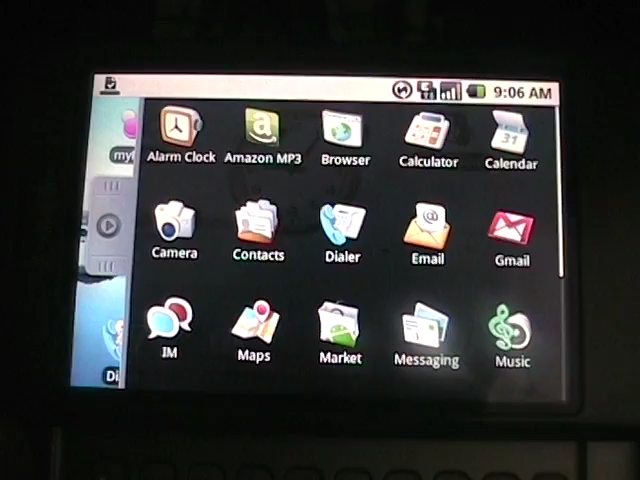 9:06 AM
Alarm Clock Amazon MP3 Browser Calculator Calendar
31
Camera Contacts Dialer Email Gmail
IM Maps Market Messaging Music
Di